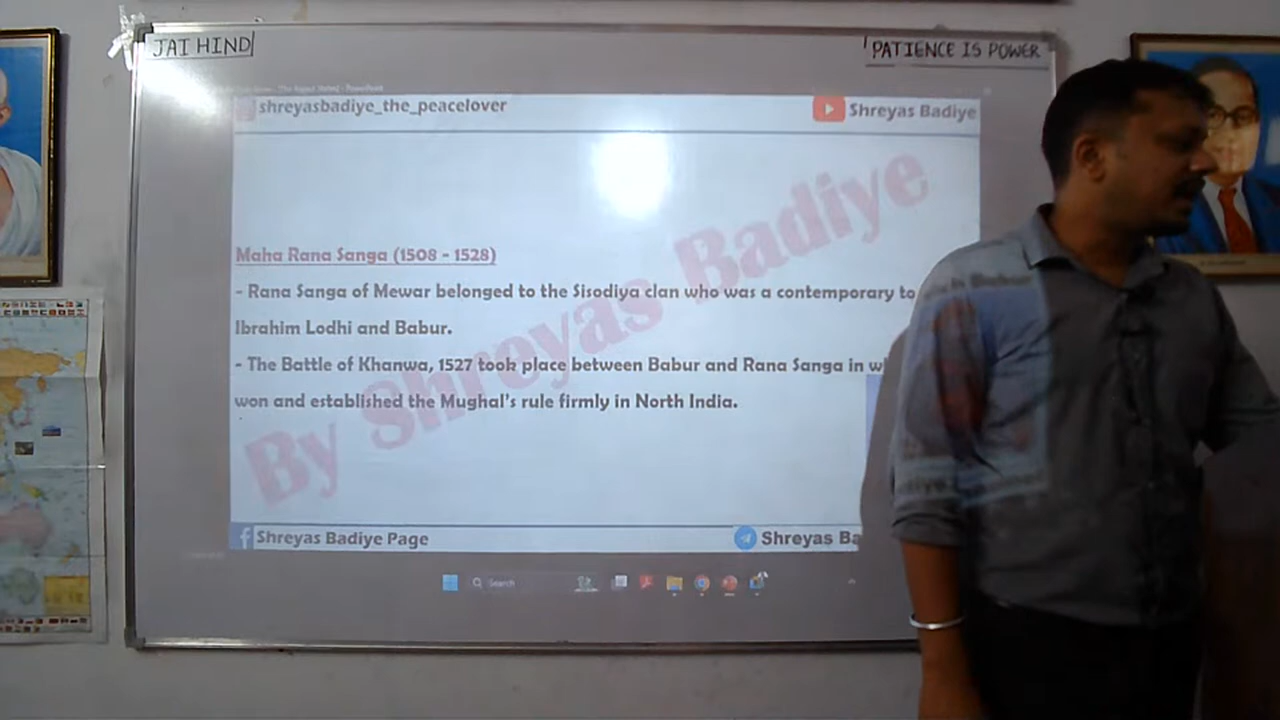 JAI HIND
PATIENCE IS POWER
shreyasbadiye_the_peacelover
Shreyas Badiye
Maha Rana Sanga (1508 - 1528)
- Rana Sanga of Mewar belonged to the Sisodiya clan who was a contemporary to
Ibrahim Lodhi and Babur.
- The Battle of Khanwa, 1527 took place between Babur and Rana Sanga in w
won and established the Mughal's rule firmly in North India.
By Shreyas Badiye
Shreyas Badiye Page
Shreyas Ba
Search